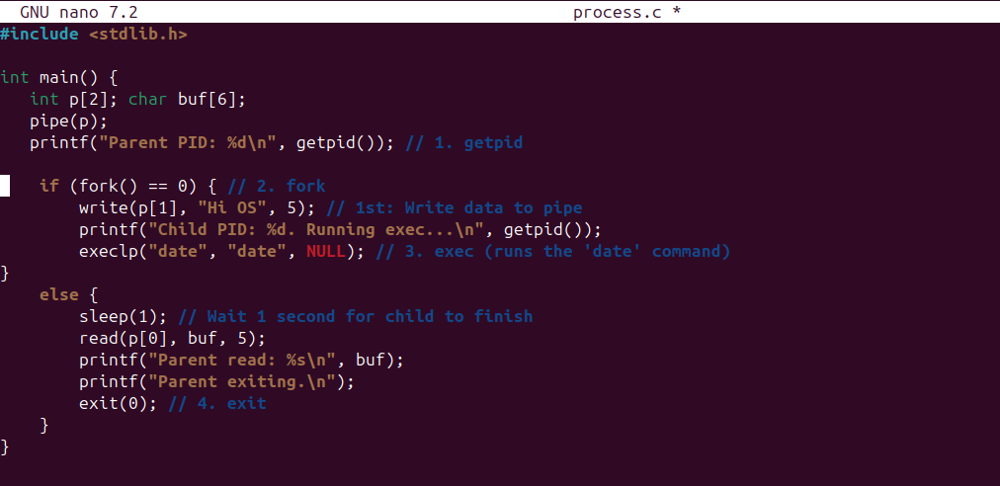 GNU nano 7.2 process.c *
#include <stdlib.h>
int main() {
int p[2]; char buf[6];
pipe(p);
printf("Parent PID: %d\n", getpid()); // 1. getpid
if (fork() == 0) { // 2. fork
write(p[1], "Hi OS", 5); // 1st: Write data to pipe
printf("Child PID: %d. Running exec...\n", getpid());
execlp("date", "date", NULL); // 3. exec (runs the 'date' command)
}
else {
sleep(1); // Wait 1 second for child to finish
read(p[0], buf, 5);
printf("Parent read: %s\n", buf);
printf("Parent exiting.\n");
exit(0); // 4. exit
}
}